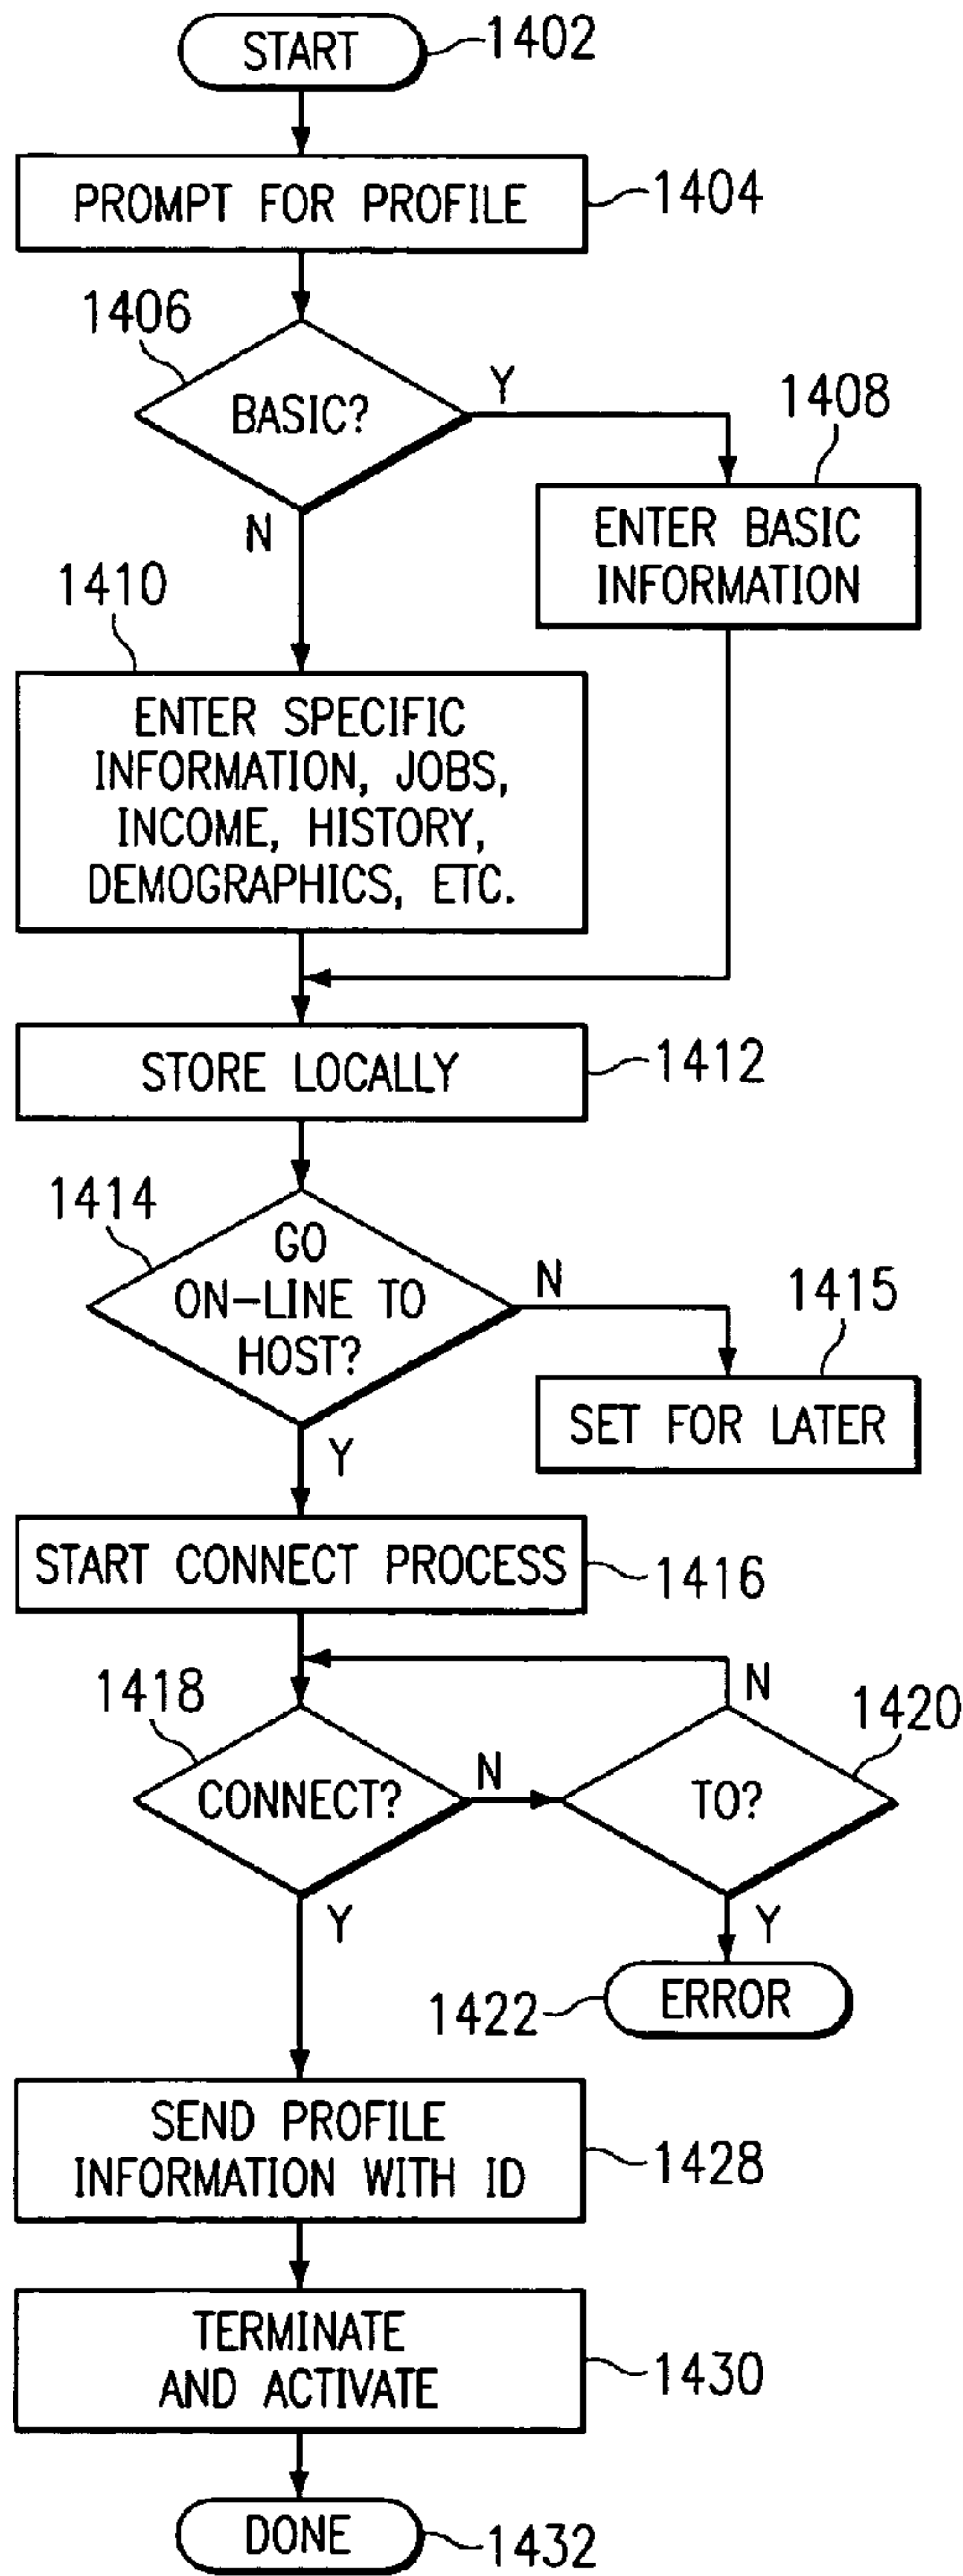 START
1402
PROMPT FOR PROFILE
1404
1406
BASIC?
Y
N
1408
ENTER BASIC
INFORMATION
1410
ENTER SPECIFIC
INFORMATION, JOBS,
INCOME, HISTORY,
DEMOGRAPHICS, ETC.
STORE LOCALLY
1412
1414
GO
ON-LINE TO
HOST?
N
Y
1415
SET FOR LATER
START CONNECT PROCESS
1416
1418
CONNECT?
N
Y
1420
TO?
N
Y
1422
ERROR
SEND PROFILE
INFORMATION WITH ID
1428
TERMINATE
AND ACTIVATE
1430
DONE
1432